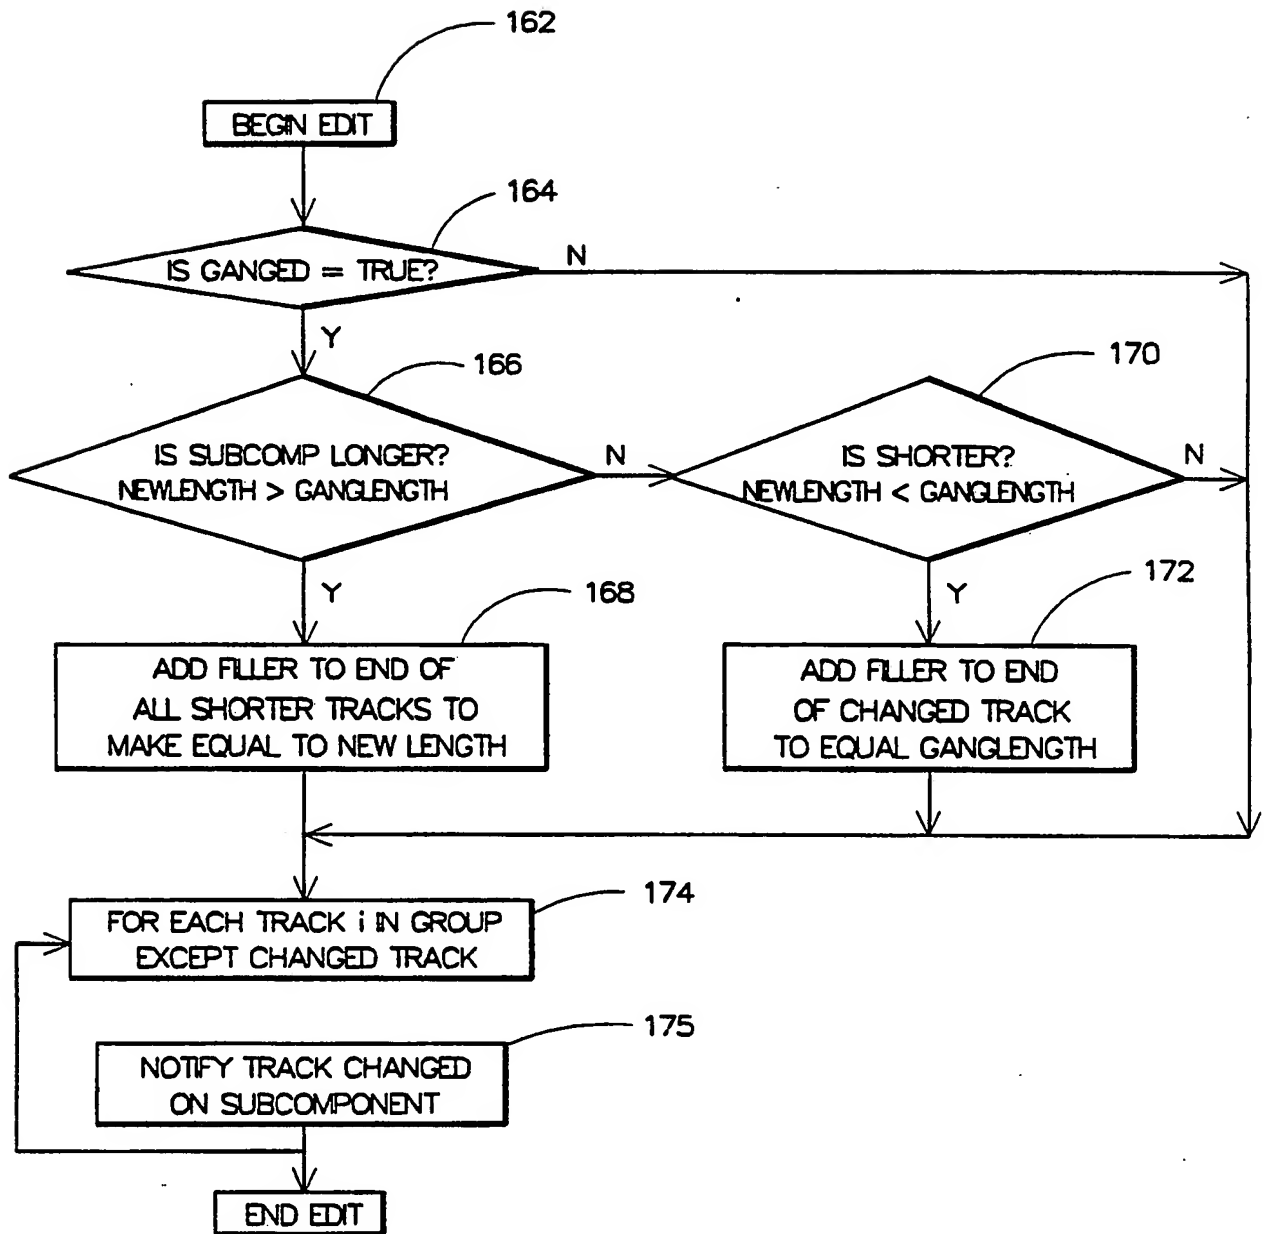 162
BEGIN EDIT
164
IS GANGED = TRUE?
N
Y
166
170
IS SUBCOMP LONGER?
NEWLENGTH > GANGLENGTH
N
IS SHORTER?
NEWLENGTH < GANGLENGTH
N
Y
168
Y
172
ADD FILLER TO END OF
ALL SHORTER TRACKS TO
MAKE EQUAL TO NEW LENGTH
ADD FILLER TO END
OF CHANGED TRACK
TO EQUAL GANGLENGTH
174
FOR EACH TRACK i IN GROUP
EXCEPT CHANGED TRACK
175
NOTIFY TRACK CHANGED
ON SUBCOMPONENT
END EDIT